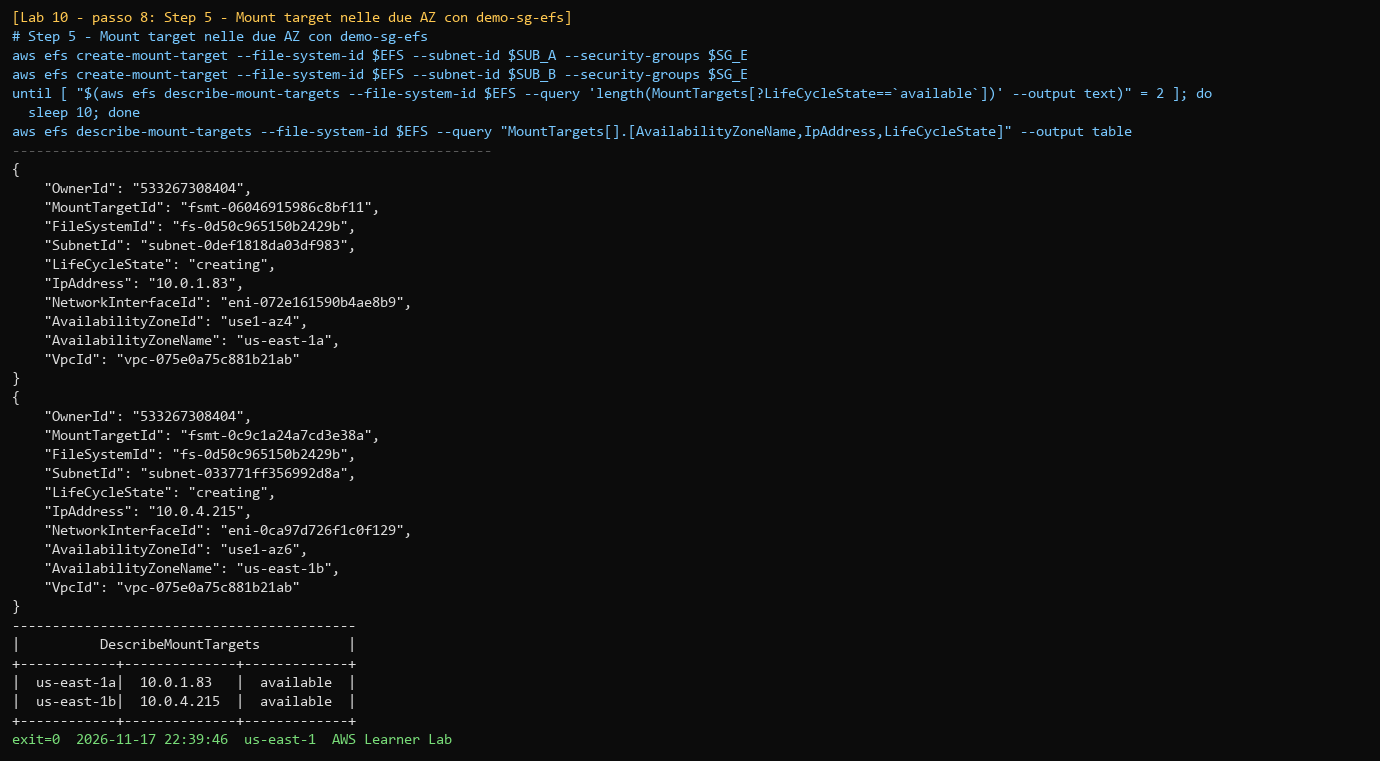 [Lab 10 - passo 8: Step 5 - Mount target nelle due AZ con demo-sg-efs]
# Step 5 - Mount target nelle due AZ con demo-sg-efs
aws efs create-mount-target --file-system-id $EFS --subnet-id $SUB_A --security-groups $SG_E
aws efs create-mount-target --file-system-id $EFS --subnet-id $SUB_B --security-groups $SG_E
until [ "$(aws efs describe-mount-targets --file-system-id $EFS --query 'length(MountTargets[?LifeCycleState==`available`])' --output text)" = 2 ]; do
  sleep 10; done
aws efs describe-mount-targets --file-system-id $EFS --query "MountTargets[].[AvailabilityZoneName,IpAddress,LifeCycleState]" --output table
------------------------------------------------------------
{
    "OwnerId": "533267308404",
    "MountTargetId": "fsmt-06046915986c8bf11",
    "FileSystemId": "fs-0d50c965150b2429b",
    "SubnetId": "subnet-0def1818da03df983",
    "LifeCycleState": "creating",
    "IpAddress": "10.0.1.83",
    "NetworkInterfaceId": "eni-072e161590b4ae8b9",
    "AvailabilityZoneId": "use1-az4",
    "AvailabilityZoneName": "us-east-1a",
    "VpcId": "vpc-075e0a75c881b21ab"
}
{
    "OwnerId": "533267308404",
    "MountTargetId": "fsmt-0c9c1a24a7cd3e38a",
    "FileSystemId": "fs-0d50c965150b2429b",
    "SubnetId": "subnet-033771ff356992d8a",
    "LifeCycleState": "creating",
    "IpAddress": "10.0.4.215",
    "NetworkInterfaceId": "eni-0ca97d726f1c0f129",
    "AvailabilityZoneId": "use1-az6",
    "AvailabilityZoneName": "us-east-1b",
    "VpcId": "vpc-075e0a75c881b21ab"
}
-------------------------------------------
|          DescribeMountTargets           |
+------------+--------------+-------------+
|  us-east-1a|  10.0.1.83   |  available  |
|  us-east-1b|  10.0.4.215  |  available  |
+------------+--------------+-------------+
exit=0  2026-11-17 22:39:46  us-east-1  AWS Learner Lab